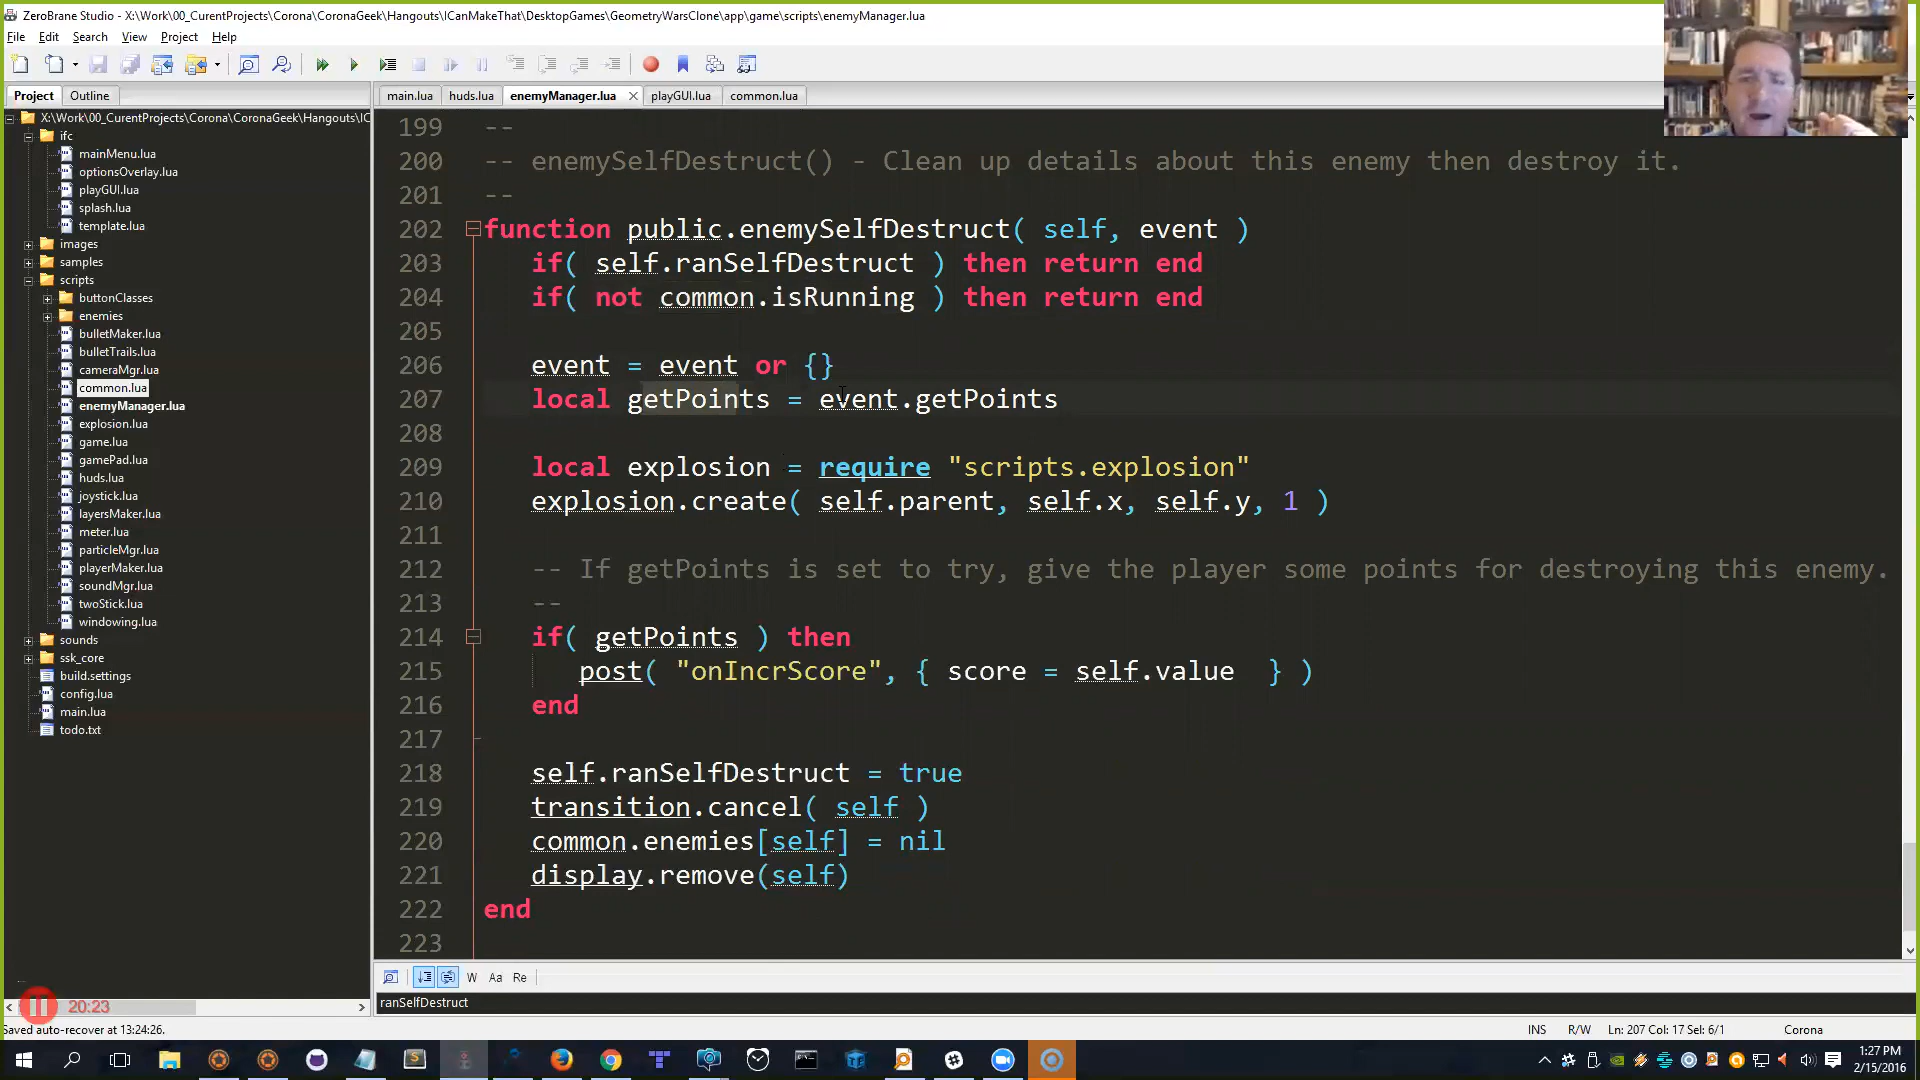 ZeroBrane Studio - X:\Work\00_CurentProjects\Corona\CoronaGeek\Hangouts\ICanMakeThat\DesktopGames\GeometryWarsClone\app\game\scripts\enemyManager.lua
File Edit Search View Project Help
Project Outline
main.lua huds.lua enemyManager.lua playGUI.lua common.lua
X:\Work\00_CurentProjects\Corona\CoronaGeek\Hangouts\IC
ifc
mainMenu.lua
optionsOverlay.lua
playGUI.lua
splash.lua
template.lua
images
samples
scripts
buttonClasses
enemies
bulletMaker.lua
bulletTrails.lua
cameraMgr.lua
common.lua
enemyManager.lua
explosion.lua
game.lua
gamePad.lua
huds.lua
joystick.lua
layersMaker.lua
meter.lua
particleMgr.lua
playerMaker.lua
soundMgr.lua
twoStick.lua
windowing.lua
sounds
ssk_core
build.settings
config.lua
main.lua
todo.txt
199 --
200 -- enemySelfDestruct() - Clean up details about this enemy then destroy it.
201 --
202 function public.enemySelfDestruct( self, event )
203 if( self.ranSelfDestruct ) then return end
204 if( not common.isRunning ) then return end
205
206 event = event or {}
207 local getPoints = event.getPoints
208
209 local explosion = require "scripts.explosion"
210 explosion.create( self.parent, self.x, self.y, 1 )
211
212 -- If getPoints is set to try, give the player some points for destroying this enemy.
213 --
214 if( getPoints ) then
215 post( "onIncrScore", { score = self.value } )
216 end
217
218 self.ranSelfDestruct = true
219 transition.cancel( self )
220 common.enemies[self] = nil
221 display.remove(self)
222 end
223
W Aa Re
ranSelfDestruct
20:23
Saved auto-recover at 13:24:26.
INS R/W Ln: 207 Col: 17 Sel: 6/1 Corona
1:27 PM
2/15/2016